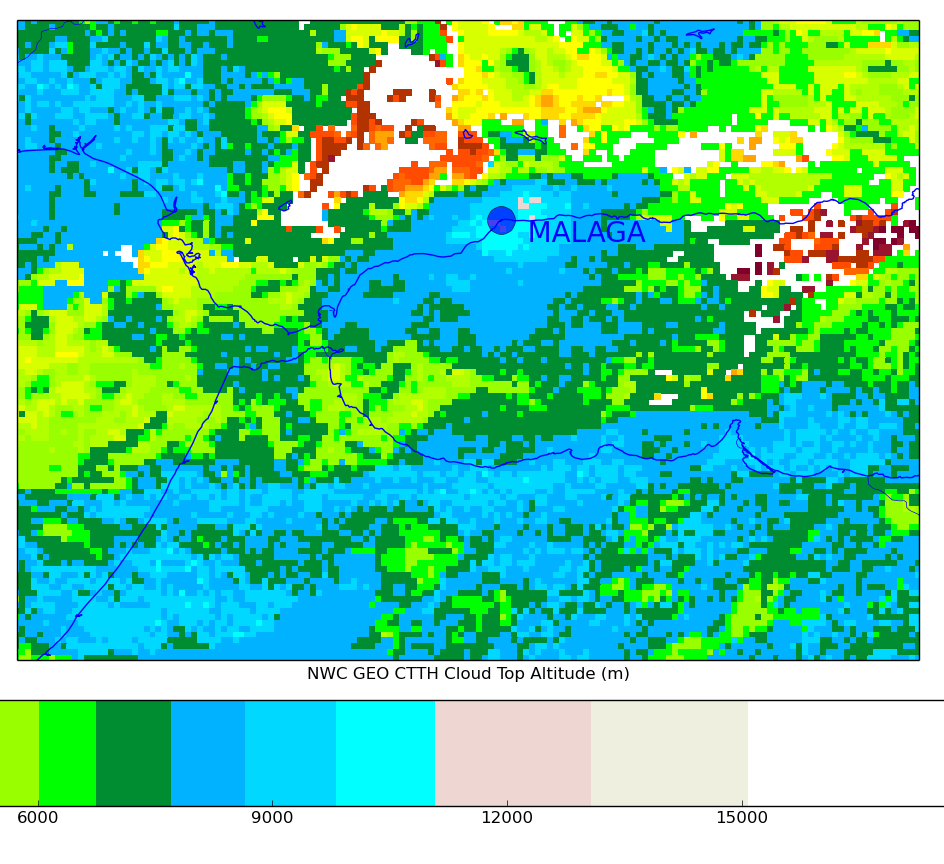 MALAGA
NWC GEO CTTH Cloud Top Altitude (m)
6000 9000 12000 15000